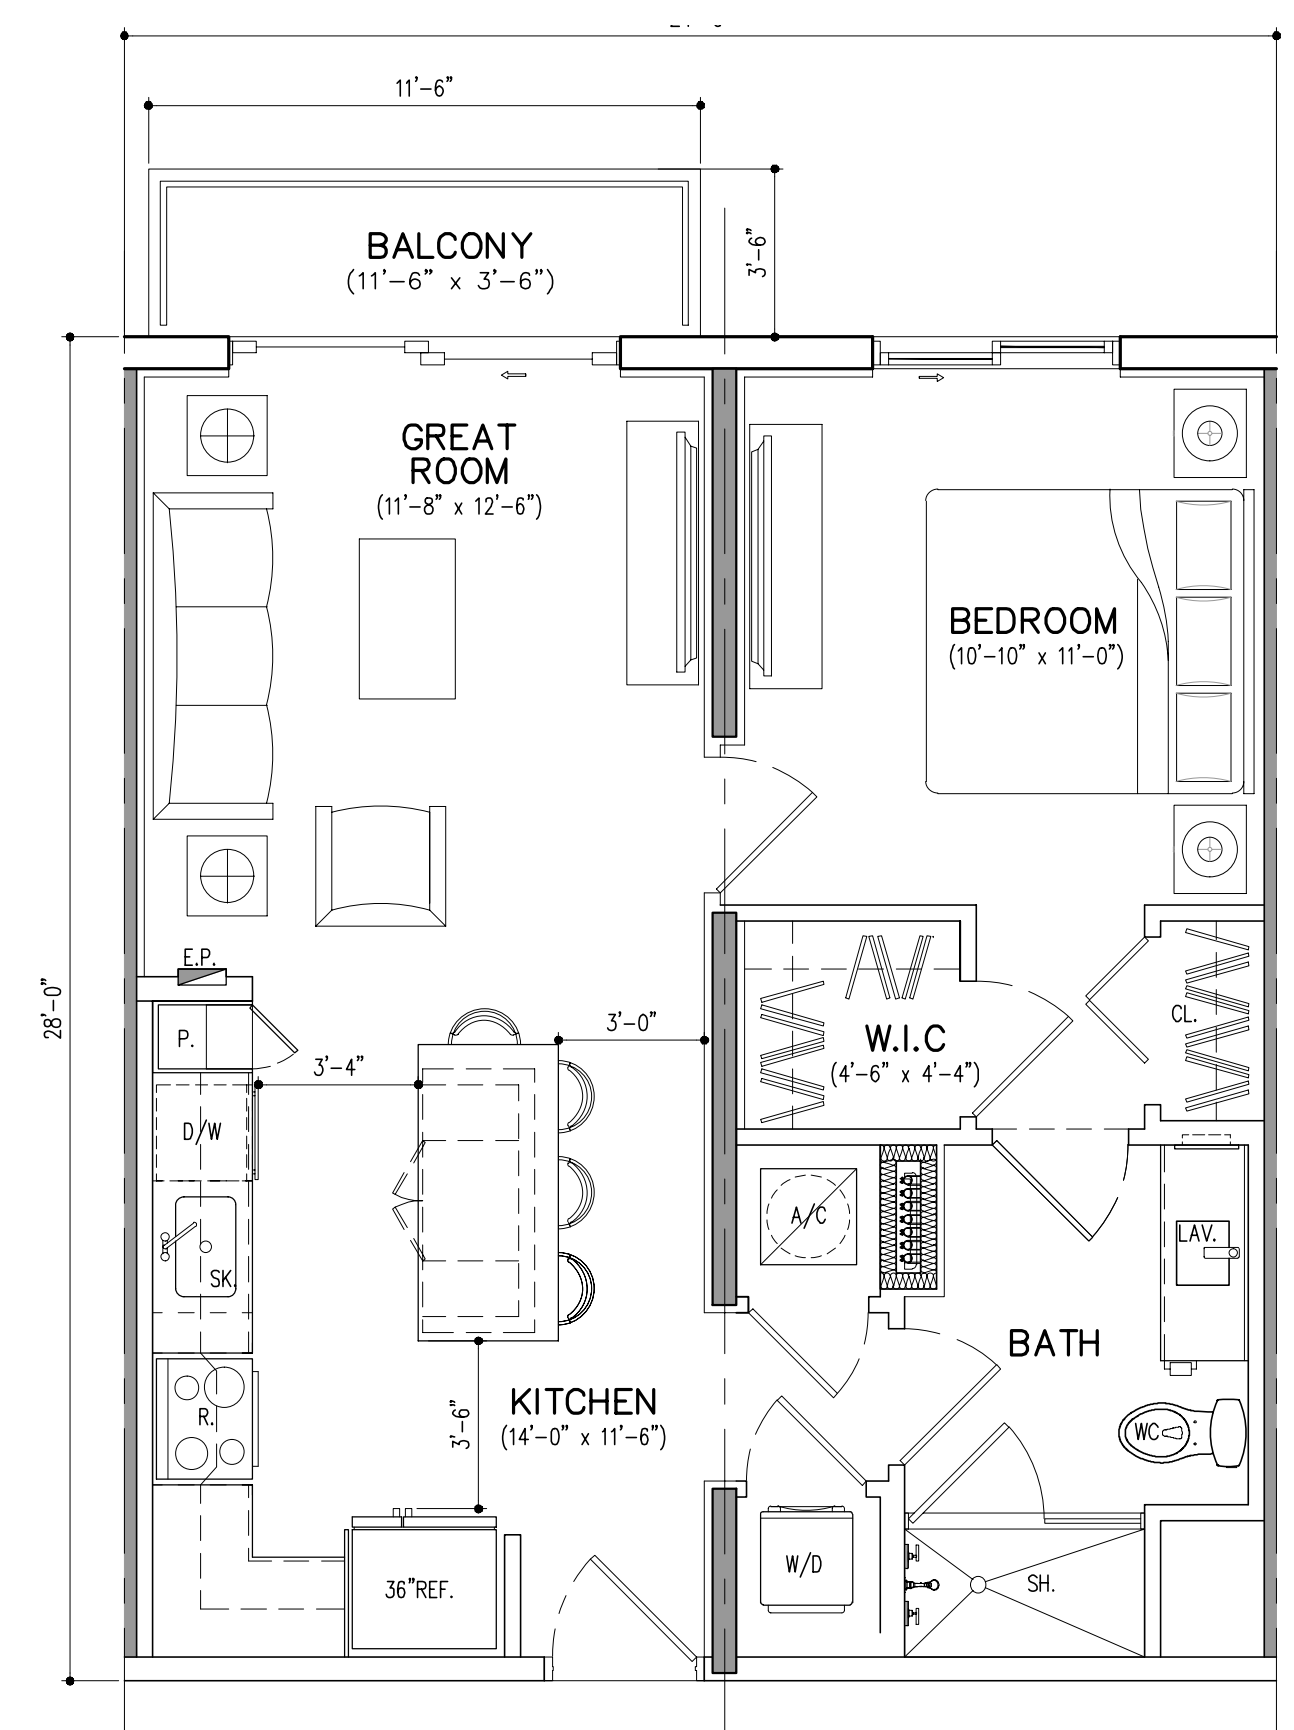 11'-6"
BALCONY
(11'-6" x 3'-6")
3'-6"
GREAT
ROOM
(11'-8" x 12'-6")
BEDROOM
(10'-10" x 11'-0")
E.P.
28'-0"
P.
3'-4"
3'-0"
W.I.C
(4'-6" x 4'-4")
CL.
D/W
SK.
A/C
LAV.
BATH
R.
KITCHEN
(14'-0" x 11'-6")
3'-6"
WC
36"REF.
W/D
SH.